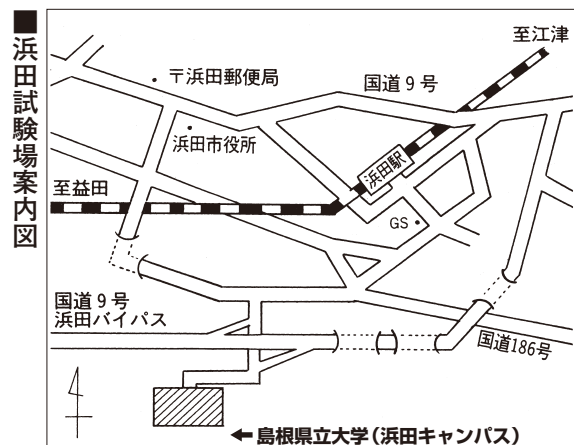 ■浜田試験場案内図
至江津
国道9号
〒浜田郵便局
浜田市役所
浜田駅
至益田
GS
国道9号
浜田バイパス
国道186号
←島根県立大学(浜田キャンパス)